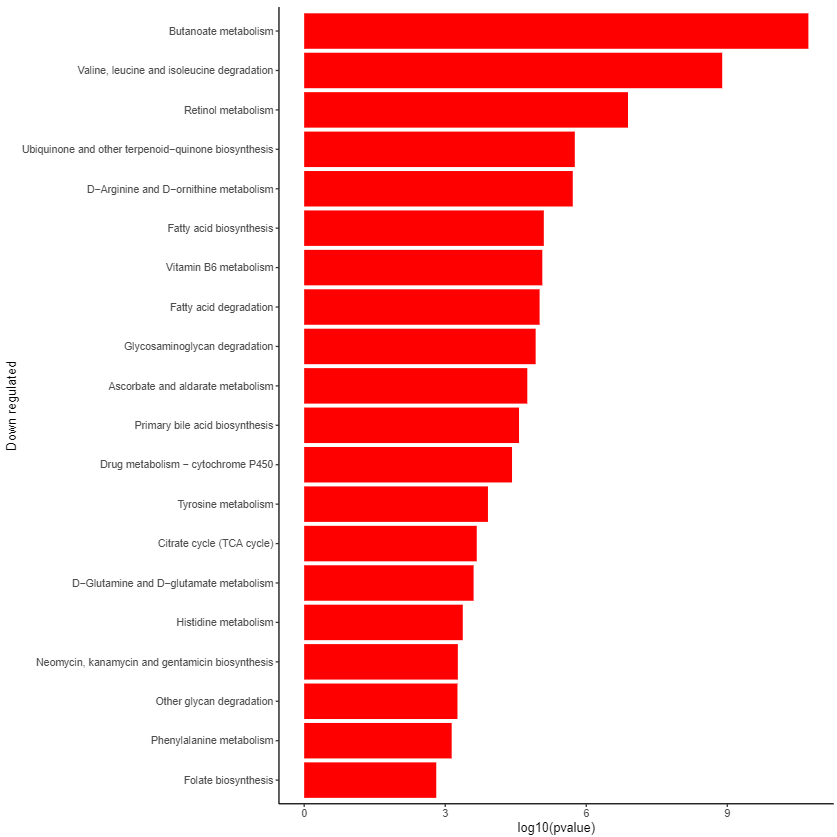 Butanoate metabolism
Valine, leucine and isoleucine degradation
Retinol metabolism
Ubiquinone and other terpenoid−quinone biosynthesis
D−Arginine and D−ornithine metabolism
Fatty acid biosynthesis
Vitamin B6 metabolism
Fatty acid degradation
Glycosaminoglycan degradation
Ascorbate and aldarate metabolism
Primary bile acid biosynthesis
Drug metabolism − cytochrome P450
Tyrosine metabolism
Citrate cycle (TCA cycle)
D−Glutamine and D−glutamate metabolism
Histidine metabolism
Neomycin, kanamycin and gentamicin biosynthesis
Other glycan degradation
Phenylalanine metabolism
Folate biosynthesis
Down regulated
0 3 6 9
log10(pvalue)